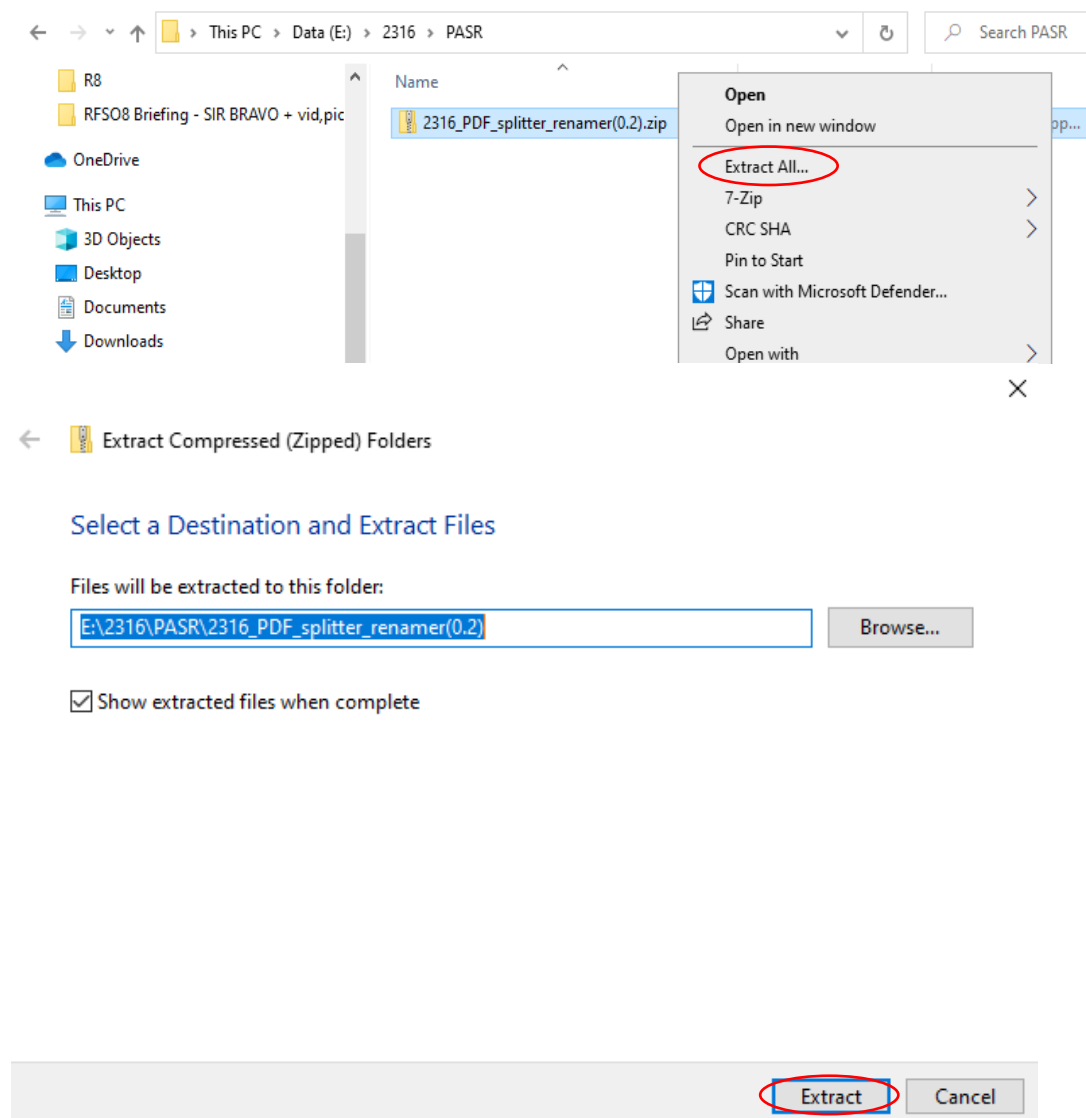 This PC > Data (E:) > 2316 > PASR
Search PASR
R8
RFSO8 Briefing - SIR BRAVO + vid,pic
OneDrive
This PC
3D Objects
Desktop
Documents
Downloads
Name
2316_PDF_splitter_renamer(0.2).zip
pp...
Open
Open in new window
Extract All...
7-Zip
CRC SHA
Pin to Start
Scan with Microsoft Defender...
Share
Open with
Extract Compressed (Zipped) Folders
Select a Destination and Extract Files
Files will be extracted to this folder:
E:\2316\PASR\2316_PDF_splitter_renamer(0.2)
Browse...
Show extracted files when complete
Extract
Cancel